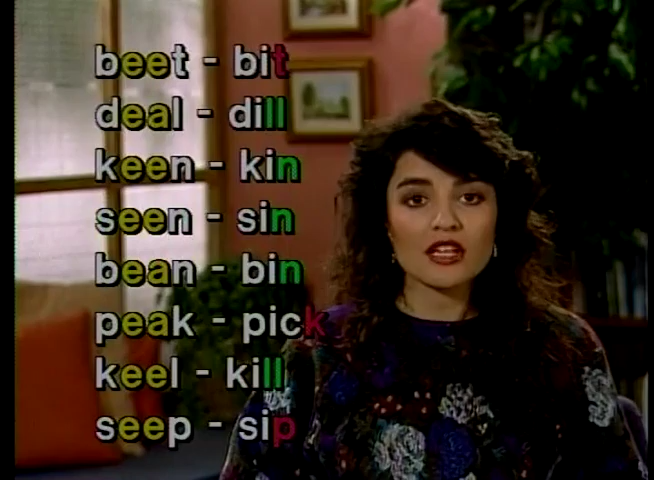 beet - bit
deal - dill
keen - kin
seen - sin
bean - bin
peak - pick
keel - kill
seep - sip